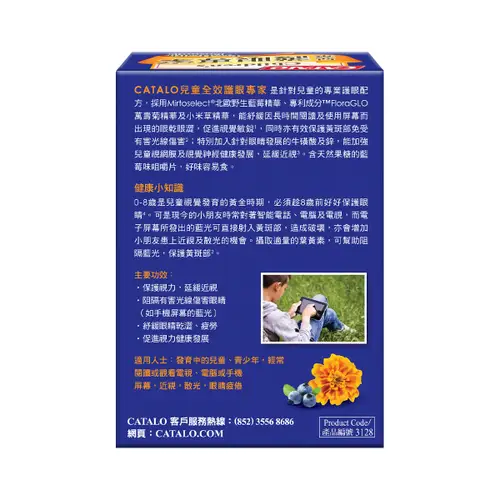 CATALO
CATALO兒童全效護眼專家 是針對兒童的專業護眼配
方，採用Mirtoselect®北歐野生藍莓精華、專利成分™FloraGLO
萬壽菊精華及小米草精華，能紓緩因長時間閱讀及使用屏幕而
出現的眼乾眼澀，促進視覺敏銳¹，同時亦有效保護黃斑部免受
有害光線傷害²；特別加入針對眼睛發展的牛磺酸及鋅，能加強
兒童視網膜及視覺神經健康發展、延緩近視³。含天然果糖的藍
莓味咀嚼片，好味容易食。
健康小知識
0-8歲是兒童視覺發育的黃金時期，必須趁8歲前好好保護眼
睛⁴。可是現今的小朋友時常對著智能電話、電腦及電視，而電
子屏幕所發出的藍光可直接射入黃斑部，造成破壞，亦會增加
小朋友患上近視及散光的機會。攝取適量的葉黃素，可幫助阻
隔藍光，保護黃斑部²。
主要功效：
・保護視力，延緩近視
・阻隔有害光線傷害眼睛
（如手機屏幕的藍光）
・紓緩眼睛乾澀、疲勞
・促進視力健康發展
適用人士：發育中的兒童、青少年，經常
閱讀或觀看電視、電腦或手機
屏幕，近視，散光，眼睛疲倦
CATALO 客戶服務熱線：(852) 3556 8686
網頁：CATALO.COM
Product Code/
產品編號 3128